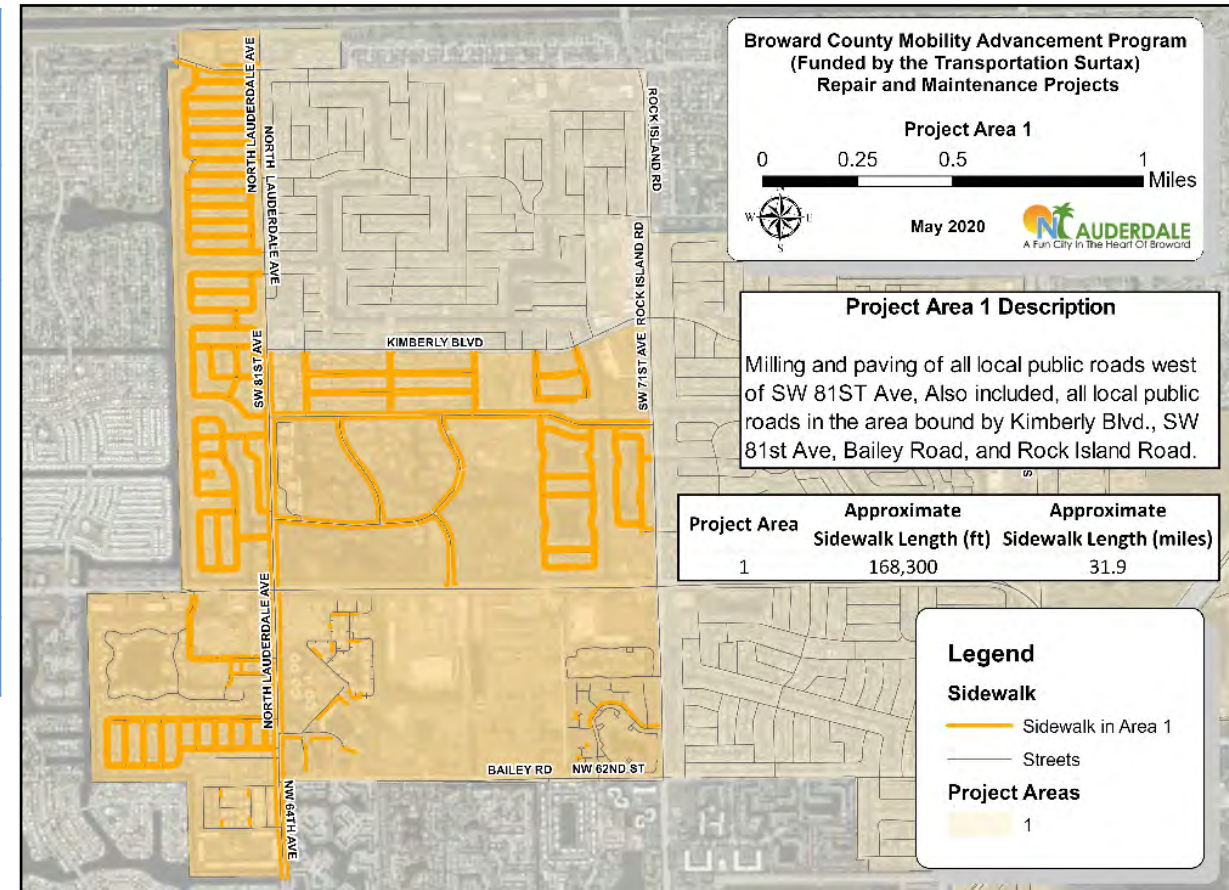 Broward County Mobility Advancement Program
(Funded by the Transportation Surtax)
Repair and Maintenance Projects
Project Area 1
0 0.25 0.5 1
Miles
N
W E
S
May 2020
N LAUDERDALE
A Fun City In The Heart Of Broward
Project Area 1 Description
Milling and paving of all local public roads west
of SW 81ST Ave, Also included, all local public
roads in the area bound by Kimberly Blvd., SW
81st Ave, Bailey Road, and Rock Island Road.
Project Area Approximate Sidewalk Length (ft) Approximate Sidewalk Length (miles)
1 168,300 31.9
Legend
Sidewalk
Sidewalk in Area 1
Streets
Project Areas
1
NORTH LAUDERDALE AVE
NORTH LAUDERDALE AVE
ROCK ISLAND RD
ROCK ISLAND RD
KIMBERLY BLVD
SW 81ST AVE
SW 71ST AVE
NORTH LAUDERDALE AVE
BAILEY RD
NW 62ND ST
NW 64TH AVE